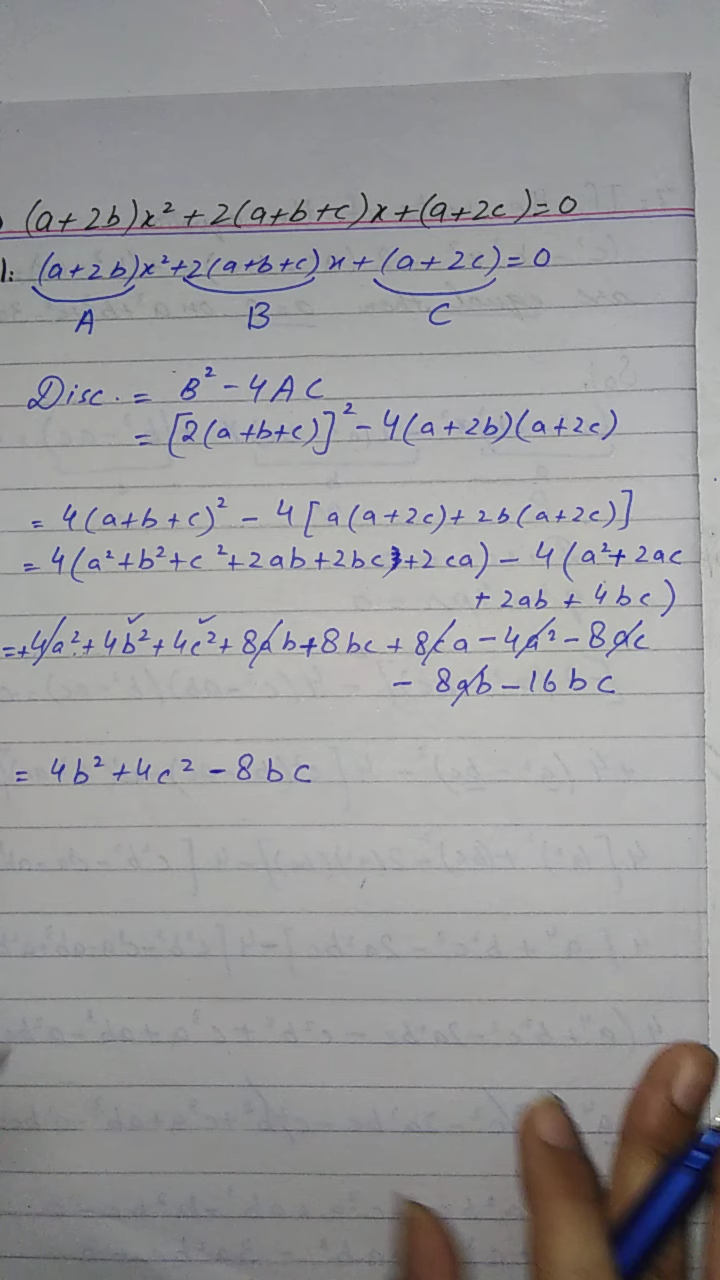 (a+2b)x² + 2(a+b+c)x+(a+2c)=0
1. (a+2b)x²+2(a+b+c)x+(a+2c)=0
A B C
Disc. = B² - 4AC
= [2(a+b+c)]² - 4(a+2b)(a+2c)
= 4(a+b+c)² - 4[a(a+2c)+2b(a+2c)]
= 4(a²+b²+c²+2ab+2bc+2ca) - 4(a²+2ac
+ 2ab + 4bc)
=+4a²+4b²+4c²+8ab+8bc+8ca-4a²-8ac
- 8ab - 16bc
= 4b²+4c²-8bc